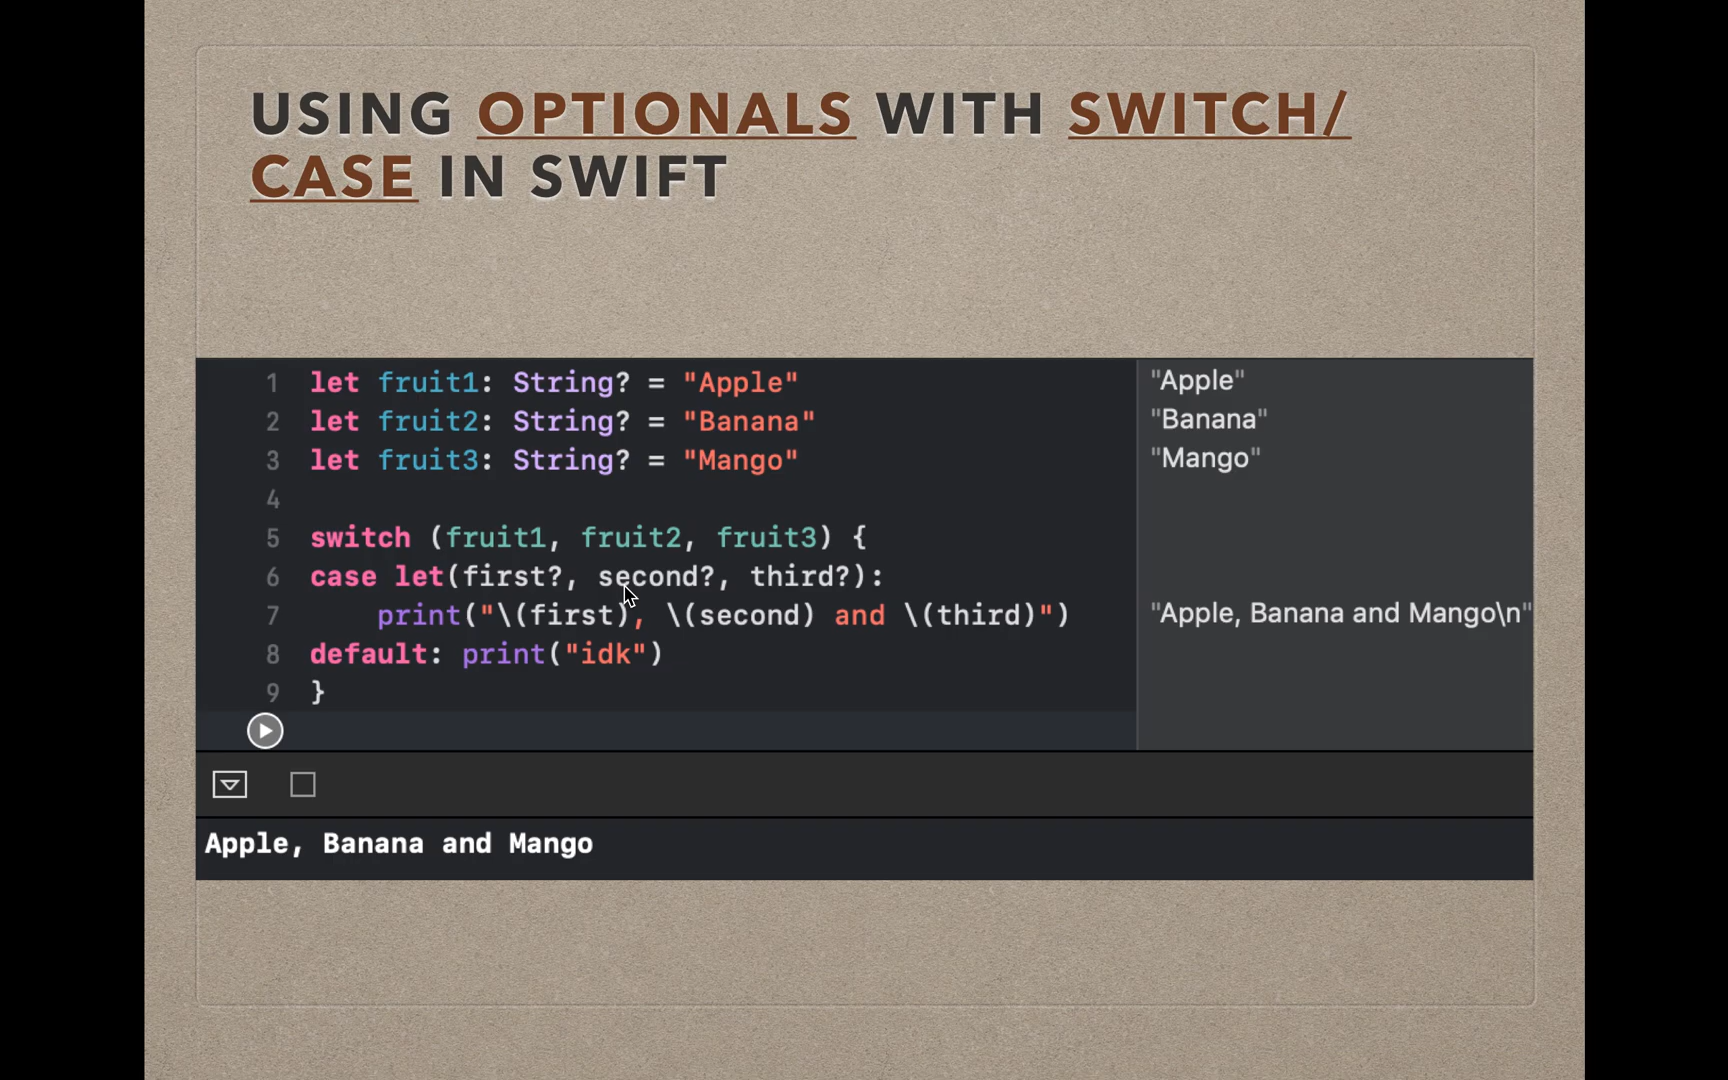 USING OPTIONALS WITH SWITCH/
CASE IN SWIFT
1 let fruit1: String? = "Apple"
"Apple"
2 let fruit2: String? = "Banana"
"Banana"
3 let fruit3: String? = "Mango"
"Mango"
4
5 switch (fruit1, fruit2, fruit3) {
6 case let(first?, second?, third?):
7 print("\(first), \(second) and \(third)")
"Apple, Banana and Mango\n"
8 default: print("idk")
9 }
Apple, Banana and Mango